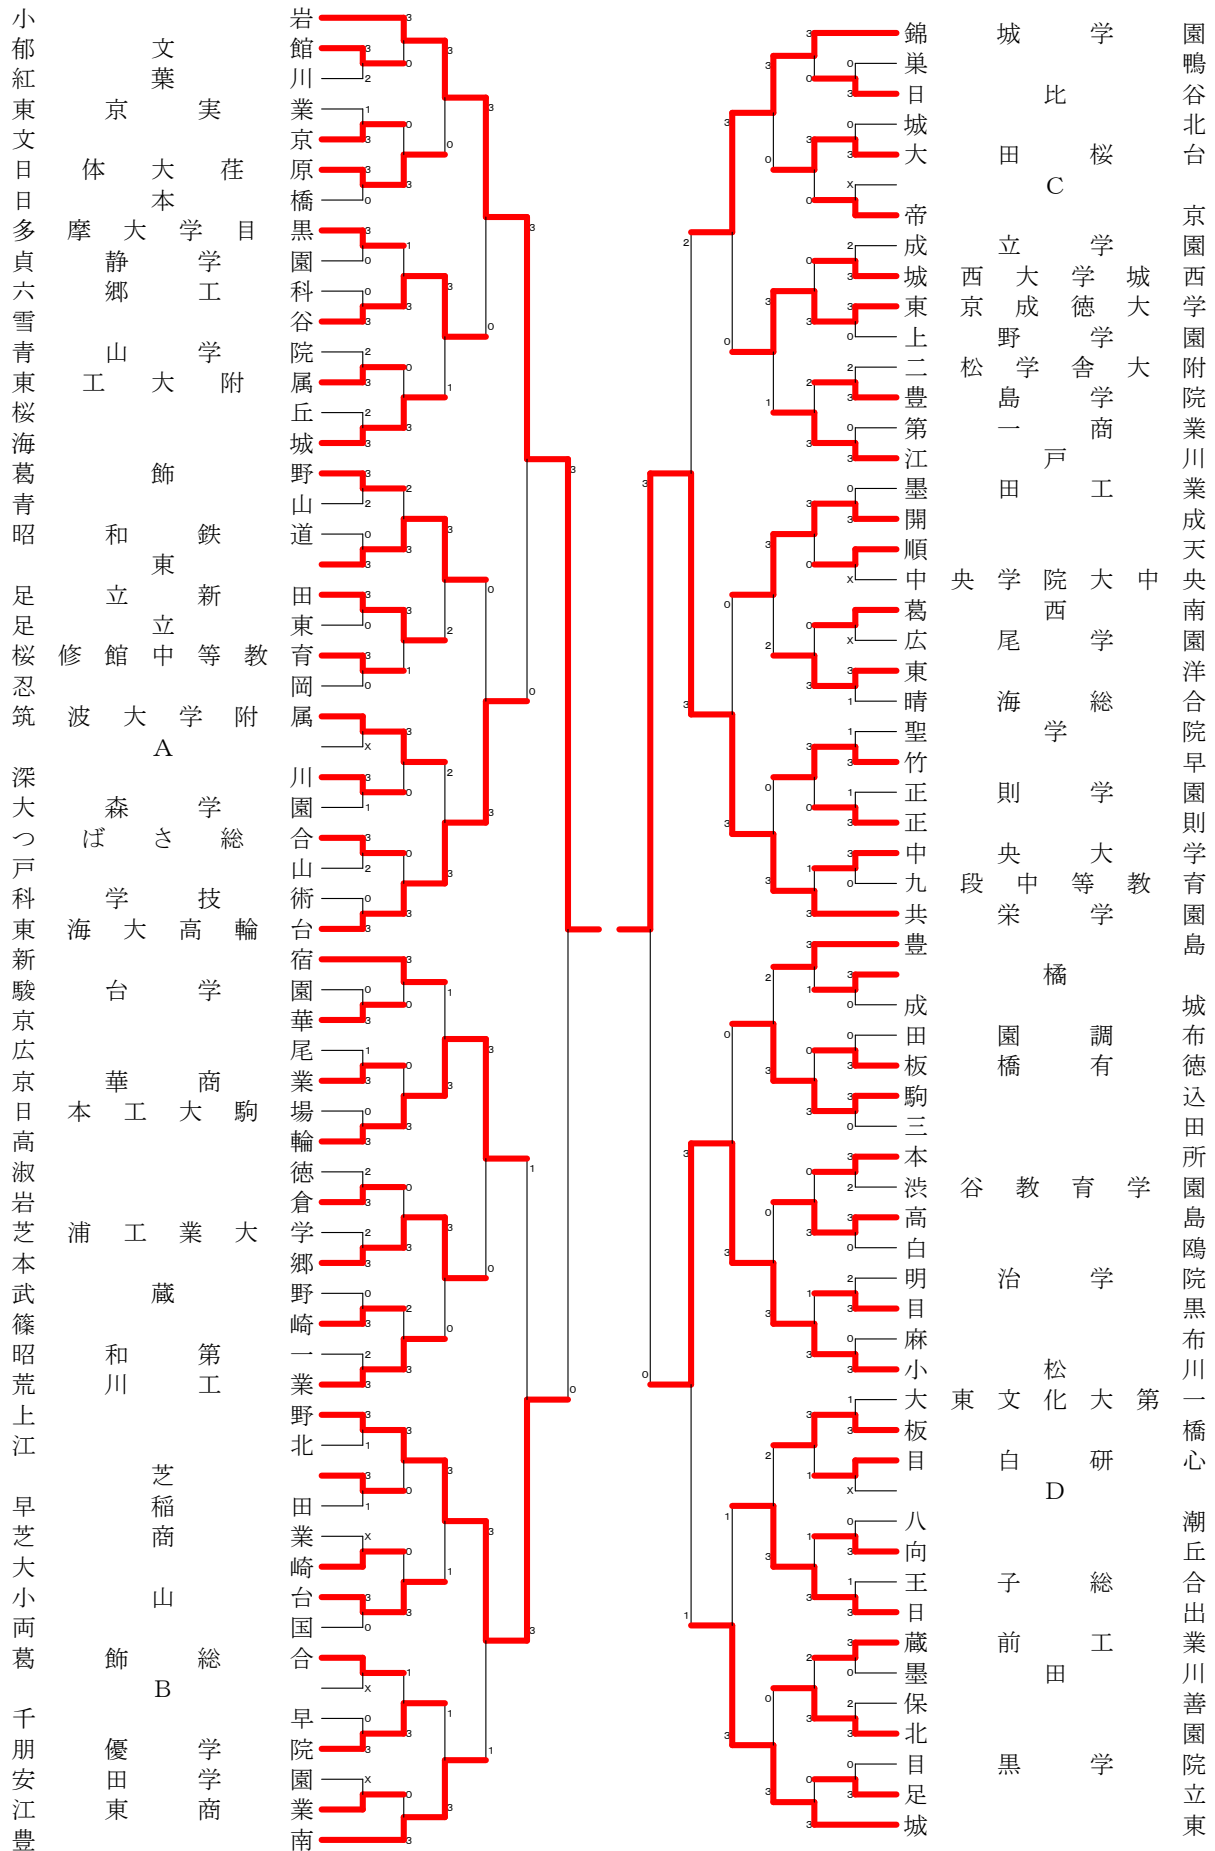 小岩
郁文館
紅葉川
東京実業
文京
日体大荏原
日本橋
多摩大学目黒
貞静学園
六郷工科
雪谷
青山学院
東工大附属
桜丘
海城
葛飾野
青山
昭和鉄道
東
足立新田
足立東
桜修館中等教育
忍岡
筑波大学附属
A
深川
大森学園
つばさ総合
戸山
科学技術
東海大高輪台
新宿
駿台学園
京華
広尾
京華商業
日本工大駒場
高輪
淑徳
岩倉
芝浦工業大学
本郷
武蔵野
篠崎
昭和第一
荒川工業
上野
江北
芝
早稲田
芝商業
大崎
小山台
両国
葛飾総合
B
千早
朋優学院
安田学園
江東商業
豊南
錦城学園
巣鴨
日比谷
城北
大田桜台
C
帝京
成立学園
城西大学城西
東京成徳大学
上野学園
二松学舎大附
豊島学院
第一商業
江戸川
墨田工業
開成
順天
中央学院大中央
葛西南
広尾学園
東洋
晴海総合
聖学院
竹早
正則学園
正則
中央大学
九段中等教育
共栄学園
豊島
橘
成城
田園調布
板橋有徳
駒込
三田
本所
渋谷教育学園
高島
白鴎
明治学院
目黒
麻布
小松川
大東文化大第一
板橋
目白研心
D
八潮
向丘
王子総合
日出
蔵前工業
墨田川
保善
北園
目黒学院
足立
城東